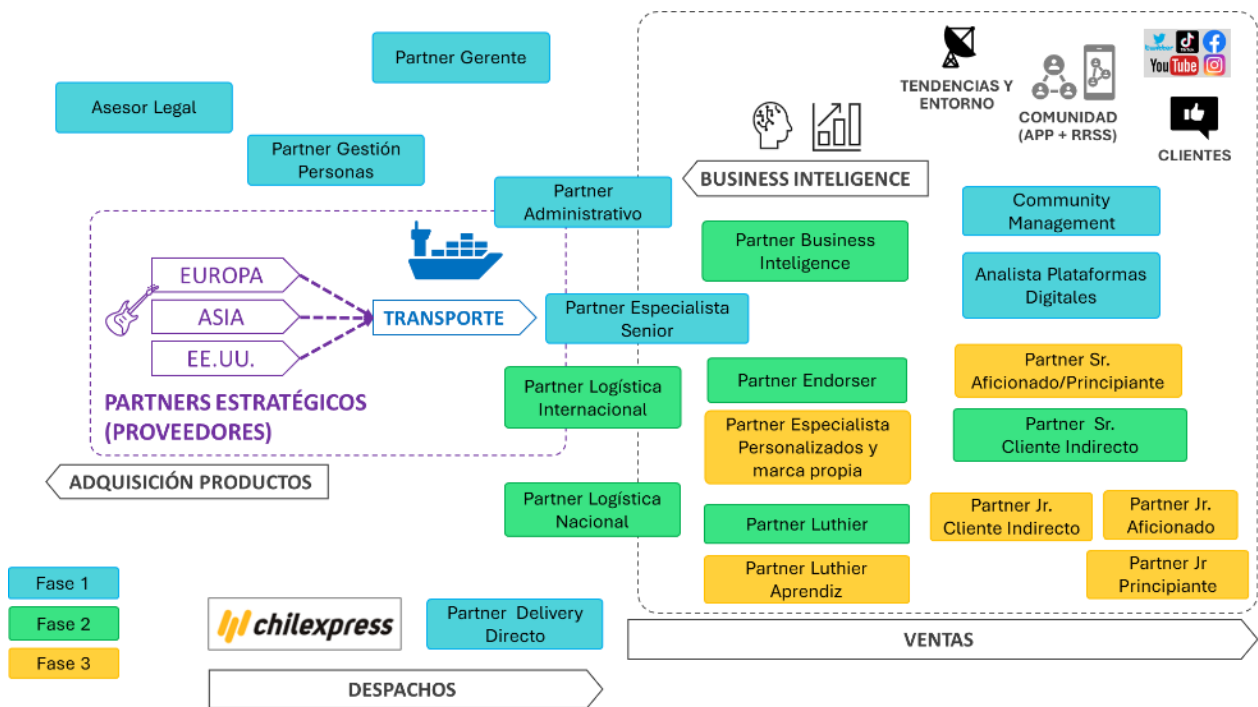 Partner Gerente
Asesor Legal
Partner Gestión
Personas
Partner
Administrativo
TENDENCIAS Y
ENTORNO
COMUNIDAD
(APP + RRSS)
twitter
TikTok
YouTube
CLIENTES
BUSINESS INTELIGENCE
Partner Business
Inteligence
Community
Management
Analista Plataformas
Digitales
EUROPA
ASIA
EE.UU.
TRANSPORTE
PARTNERS ESTRATÉGICOS
(PROVEEDORES)
ADQUISICIÓN PRODUCTOS
Partner Especialista
Senior
Partner Logística
Internacional
Partner Logística
Nacional
Partner Endorser
Partner Especialista
Personalizados y
marca propia
Partner Luthier
Partner Luthier
Aprendiz
Partner Sr.
Aficionado/Principiante
Partner Sr.
Cliente Indirecto
Partner Jr.
Cliente Indirecto
Partner Jr.
Aficionado
Partner Jr
Principiante
Fase 1
Fase 2
Fase 3
chilexpress
Partner Delivery
Directo
DESPACHOS
VENTAS